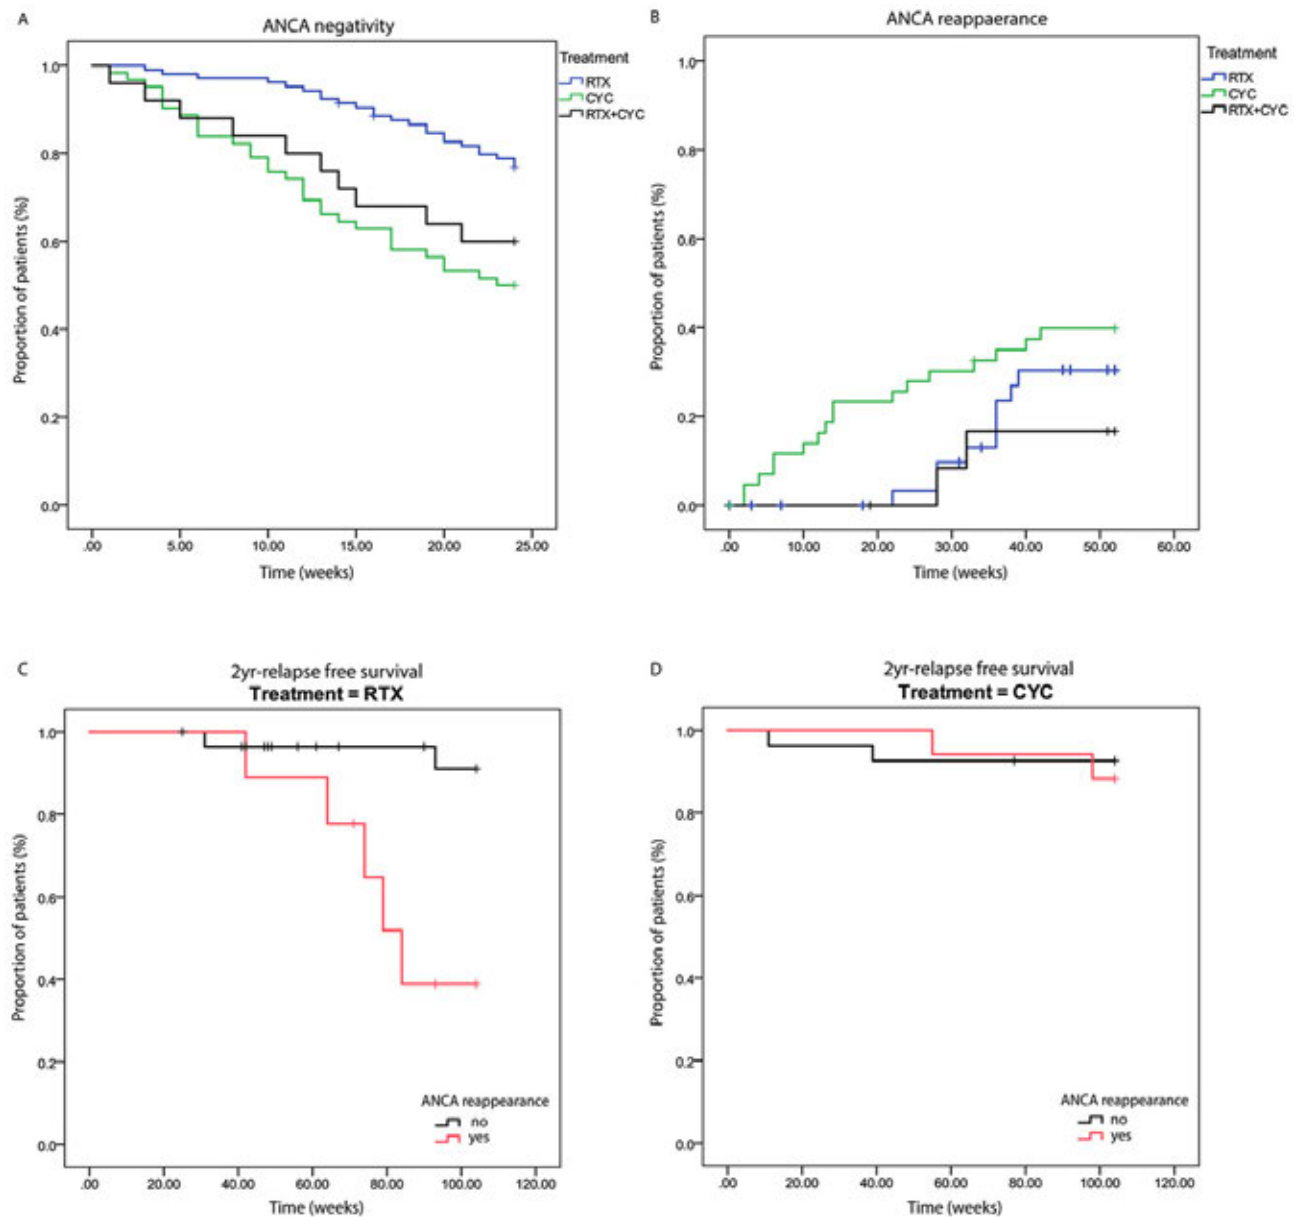 A
ANCA negativity
Treatment
RTX
CYC
RTX+CYC
1.0
0.8
0.6
0.4
0.2
0.0
Proportion of patients (%)
.00 5.00 10.00 15.00 20.00 25.00
Time (weeks)
B
ANCA reappaerance
Treatment
RTX
CYC
RTX+CYC
1.0
0.8
0.6
0.4
0.2
0.0
Proportion of patients (%)
.00 10.00 20.00 30.00 40.00 50.00 60.00
Time (weeks)
C
2yr-relapse free survival
Treatment = RTX
1.0
0.8
0.6
0.4
0.2
0.0
Proportion of patients (%)
ANCA reappearance
no
yes
.00 20.00 40.00 60.00 80.00 100.00 120.00
Time (weeks)
D
2yr-relapse free survival
Treatment = CYC
1.0
0.8
0.6
0.4
0.2
0.0
Proportion of patients (%)
ANCA reappearance
no
yes
.00 20.00 40.00 60.00 80.00 100.00 120.00
Time (weeks)